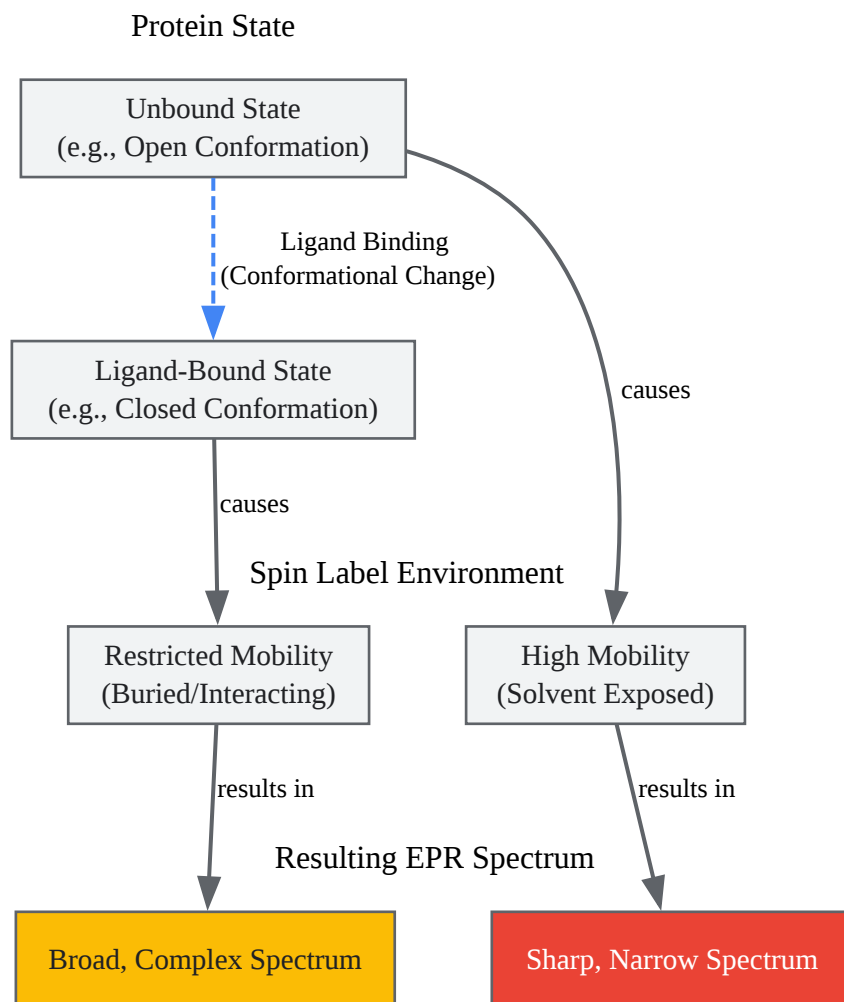 Protein State
Unbound State
(e.g., Open Conformation)
Ligand Binding
(Conformational Change)
Ligand-Bound State
(e.g., Closed Conformation)
causes
causes
Spin Label Environment
Restricted Mobility
(Buried/Interacting)
High Mobility
(Solvent Exposed)
results in
results in
Resulting EPR Spectrum
Broad, Complex Spectrum
Sharp, Narrow Spectrum